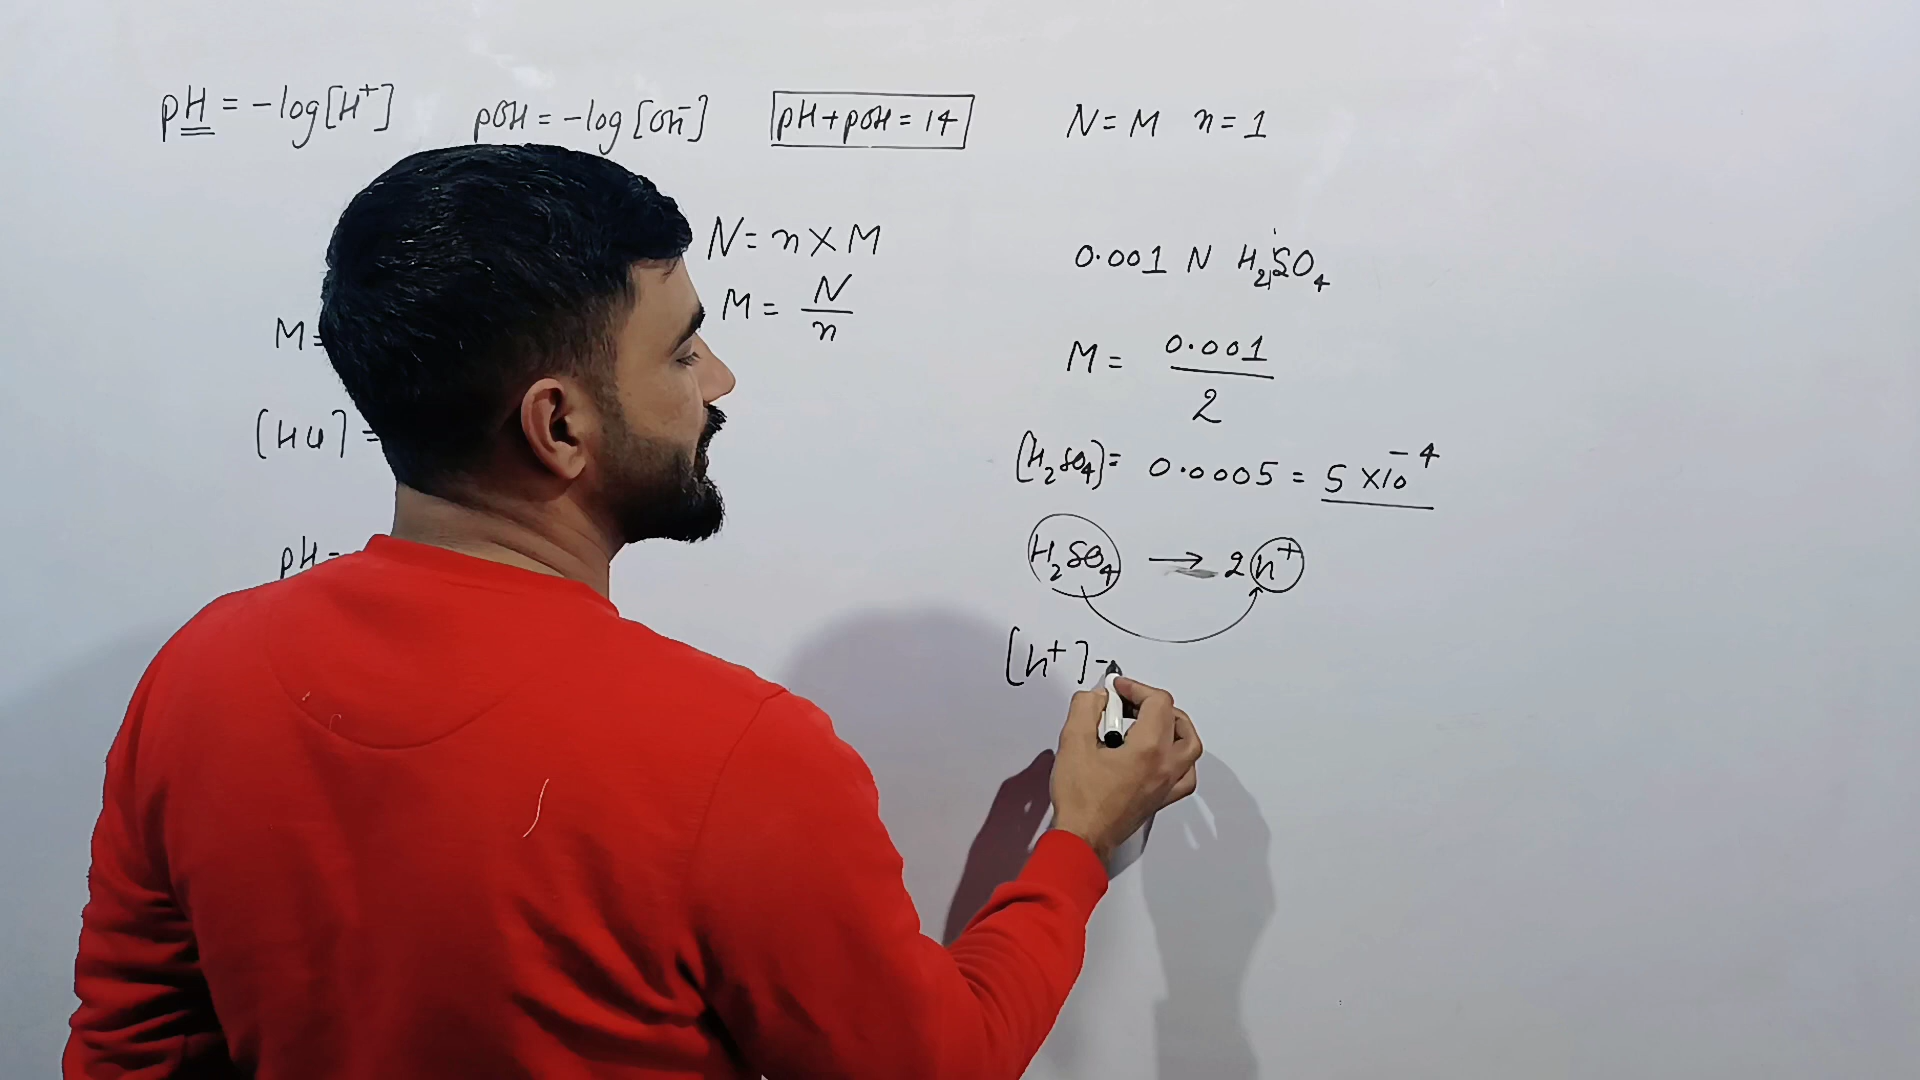 pH = -log[H⁺] pOH = -log[OH⁻] pH+pOH = 14 N = M n = 1
N = n × M
0.001 N H₂SO₄
M = N/n
M =
M = 0.001/2
[HCl] =
[H₂SO₄] = 0.0005 = 5 × 10⁻⁴
pH =
H₂SO₄ → 2H⁺
[H⁺] -